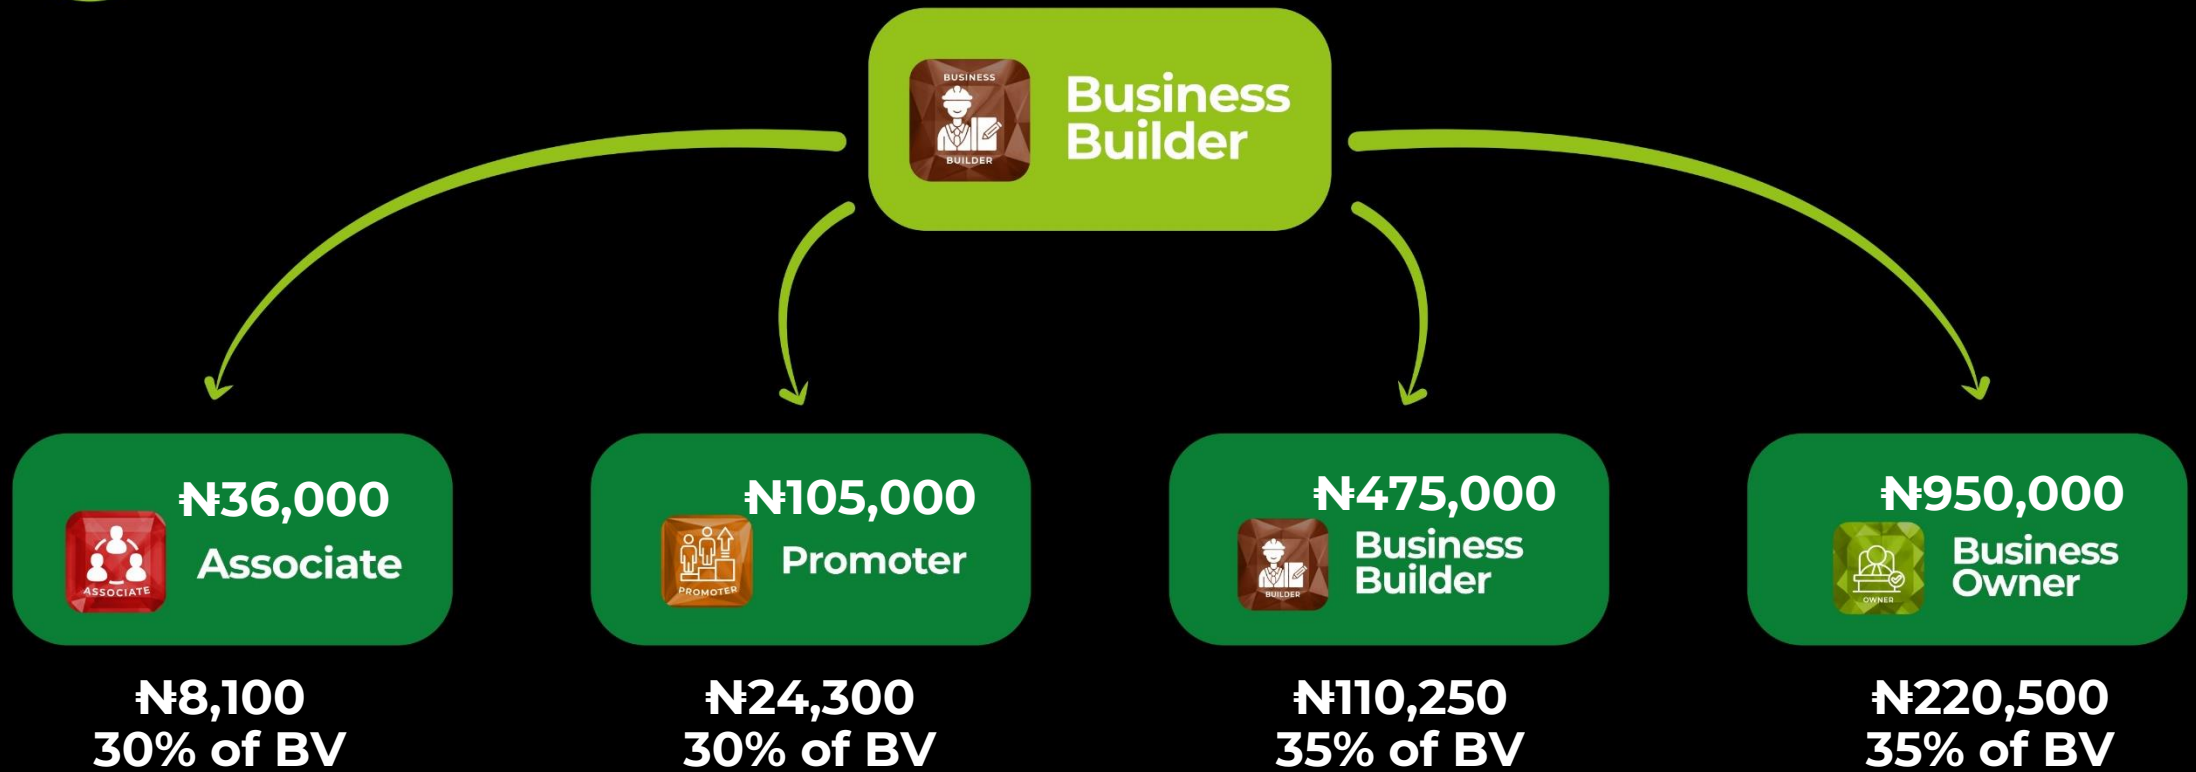 BUSINESS
BUILDER
Business
Builder
₦36,000
ASSOCIATE
Associate
₦105,000
PROMOTER
Promoter
₦475,000
BUILDER
Business
Builder
₦950,000
OWNER
Business
Owner
₦8,100
30% of BV
₦24,300
30% of BV
₦110,250
35% of BV
₦220,500
35% of BV